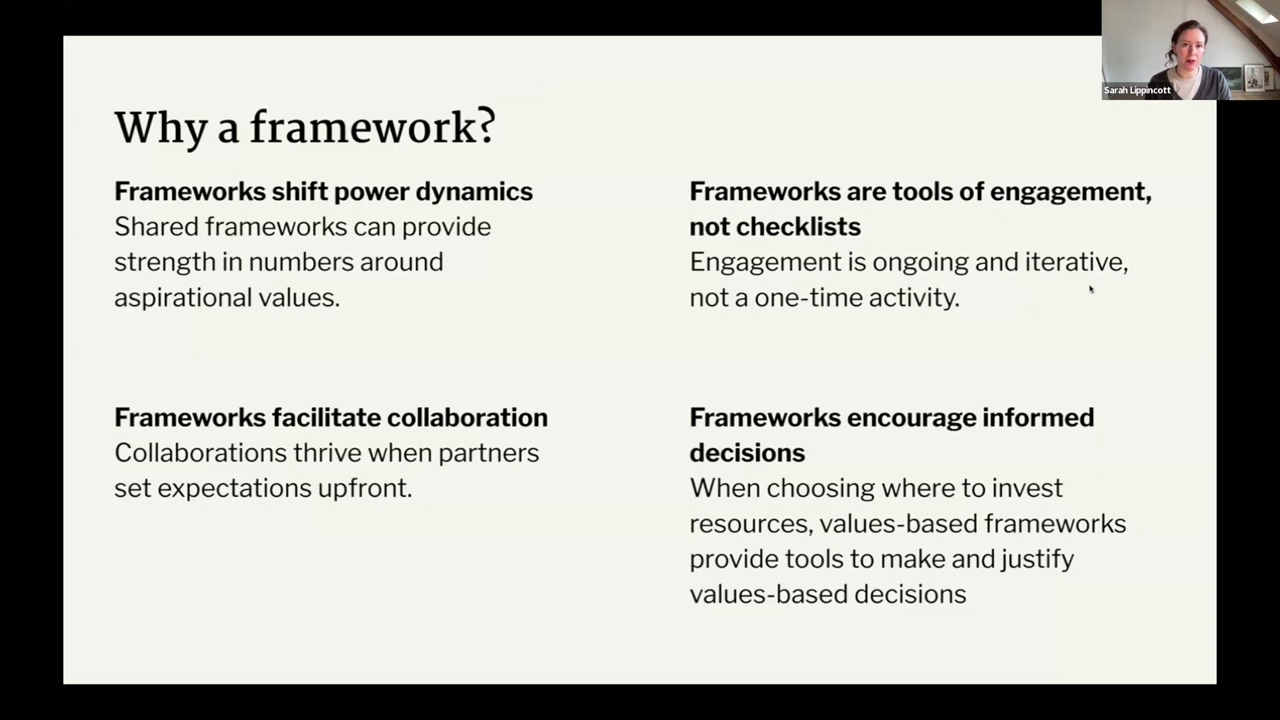 Sarah Lippincott
Why a framework?
Frameworks shift power dynamics
Shared frameworks can provide
strength in numbers around
aspirational values.
Frameworks are tools of engagement,
not checklists
Engagement is ongoing and iterative,
not a one-time activity.
Frameworks facilitate collaboration
Collaborations thrive when partners
set expectations upfront.
Frameworks encourage informed
decisions
When choosing where to invest
resources, values-based frameworks
provide tools to make and justify
values-based decisions